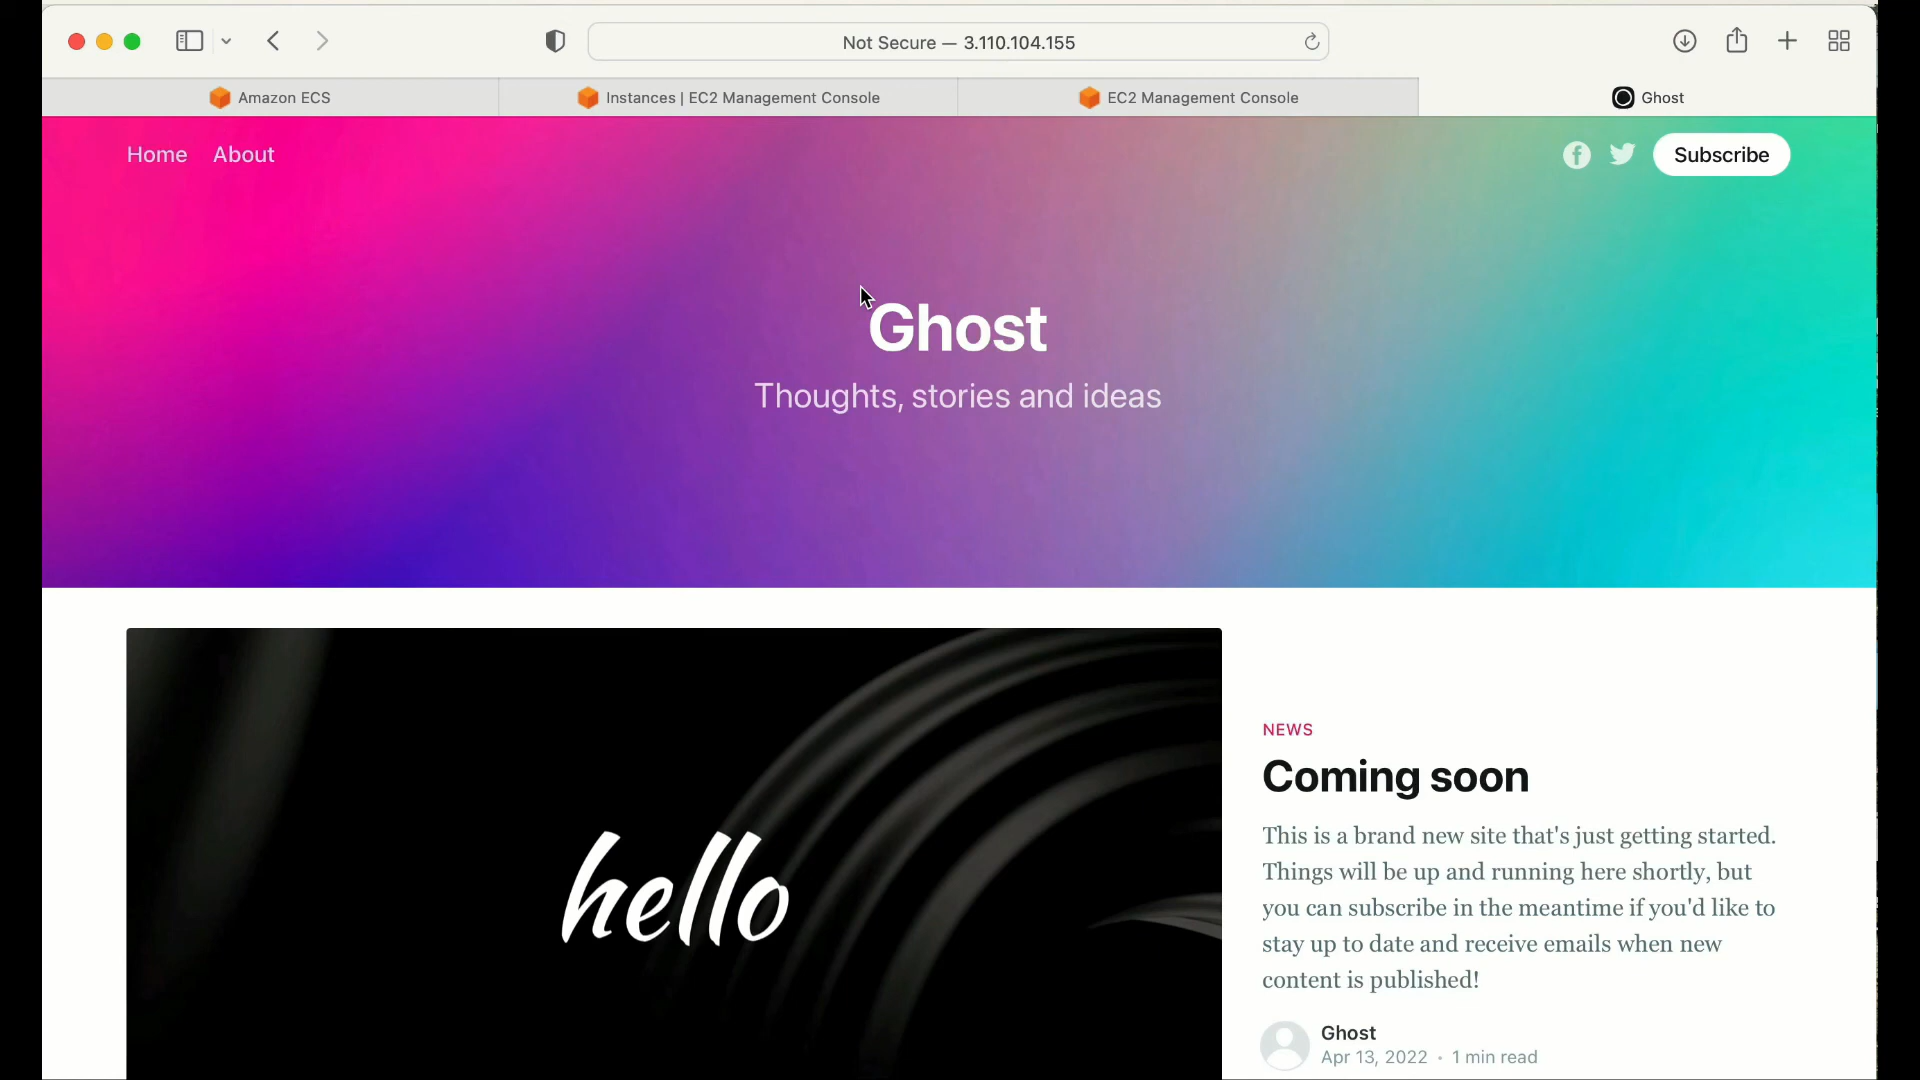 Not Secure — 3.110.104.155
Amazon ECS
Instances | EC2 Management Console
EC2 Management Console
Ghost
Home
About
Subscribe
Ghost
Thoughts, stories and ideas
hello
NEWS
Coming soon
This is a brand new site that's just getting started.
Things will be up and running here shortly, but
you can subscribe in the meantime if you'd like to
stay up to date and receive emails when new
content is published!
Ghost
Apr 13, 2022 • 1 min read